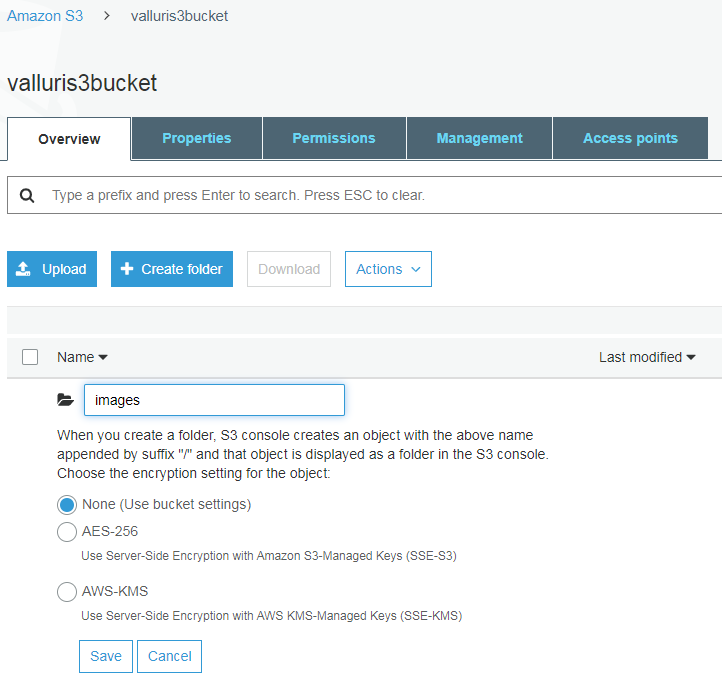 Amazon S3 > valluris3bucket
valluris3bucket
Overview Properties Permissions Management Access points
Type a prefix and press Enter to search. Press ESC to clear.
Upload Create folder Download Actions
Name Last modified
images
When you create a folder, S3 console creates an object with the above name
appended by suffix "/" and that object is displayed as a folder in the S3 console.
Choose the encryption setting for the object:
None (Use bucket settings)
AES-256
Use Server-Side Encryption with Amazon S3-Managed Keys (SSE-S3)
AWS-KMS
Use Server-Side Encryption with AWS KMS-Managed Keys (SSE-KMS)
Save Cancel